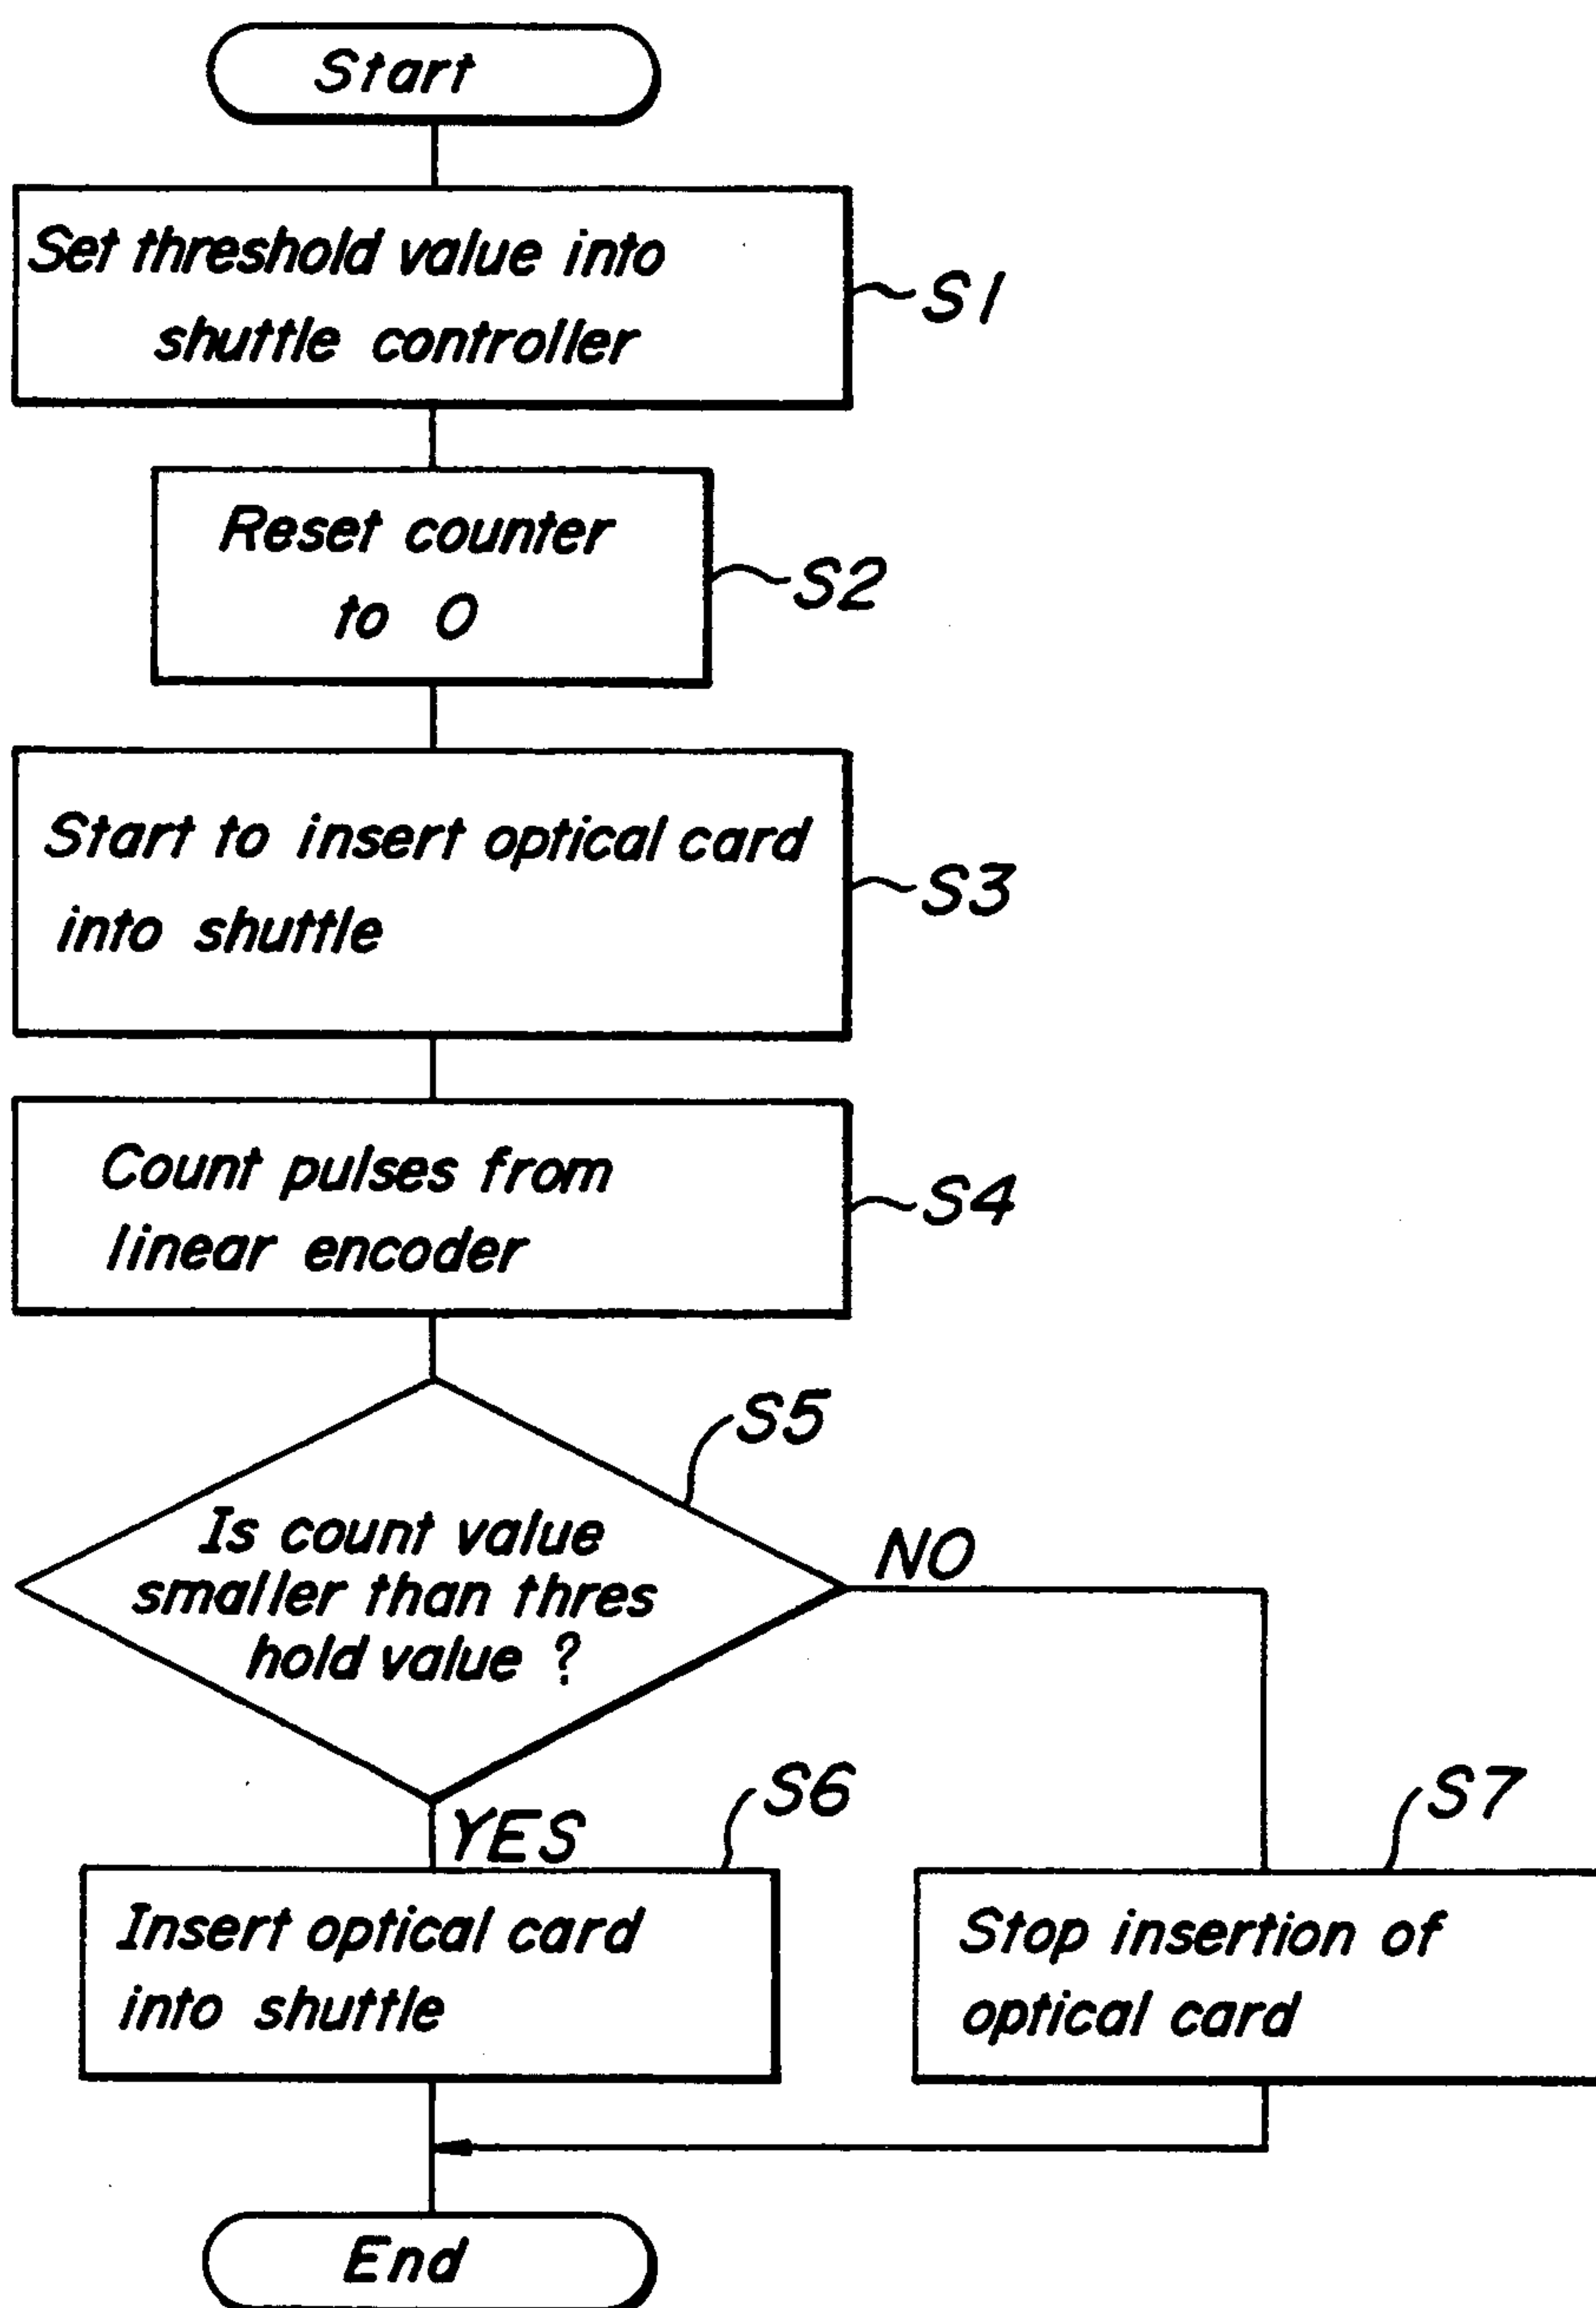 Start
Set threshold value into
shuttle controller
S1
Reset counter
to 0
S2
Start to insert optical card
into shuttle
S3
Count pulses from
linear encoder
S4
S5
Is count value
smaller than thres
hold value ?
NO
YES
S6
Insert optical card
into shuttle
S7
Stop insertion of
optical card
End